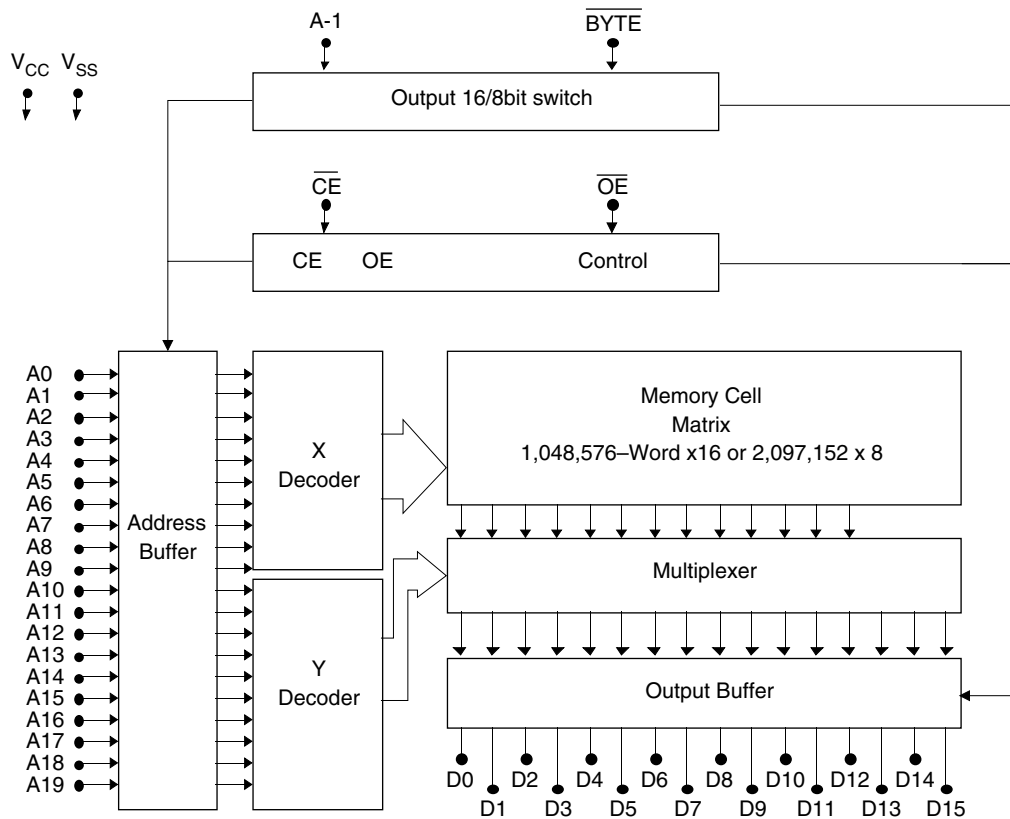 A-1
BYTE
VCC
VSS
Output 16/8bit switch
CE
OE
CE OE Control
A0
A1
A2
A3
A4
A5
A6
A7
A8
A9
A10
A11
A12
A13
A14
A15
A16
A17
A18
A19
Address
Buffer
X
Decoder
Y
Decoder
Memory Cell
Matrix
1,048,576–Word x16 or 2,097,152 x 8
Multiplexer
Output Buffer
D0
D2
D4
D6
D8
D10
D12
D14
D1
D3
D5
D7
D9
D11
D13
D15